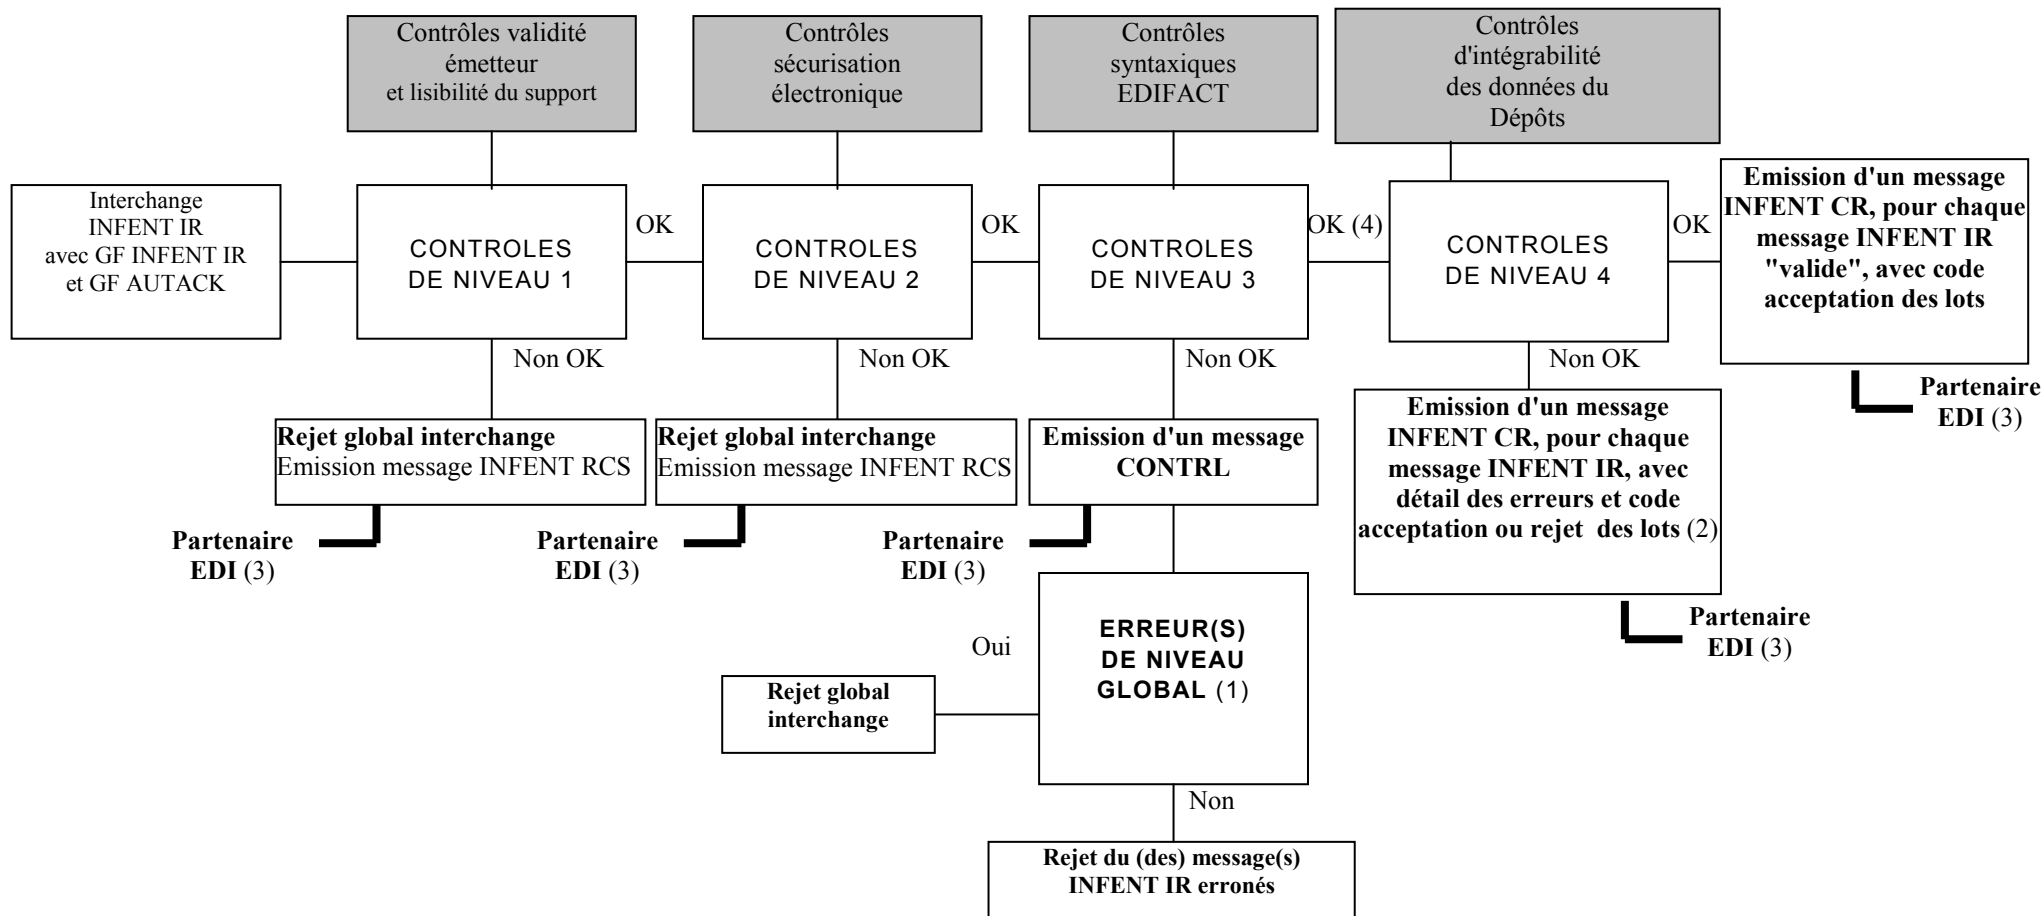 Contrôles validité
émetteur
et lisibilité du support
Contrôles
sécurisation
électronique
Contrôles
syntaxiques
EDIFACT
Contrôles
d'intégrabilité
des données du
Dépôts
Interchange
INFENT IR
avec GF INFENT IR
et GF AUTACK
CONTROLES
DE NIVEAU 1
OK
CONTROLES
DE NIVEAU 2
OK
CONTROLES
DE NIVEAU 3
OK (4)
CONTROLES
DE NIVEAU 4
OK
Emission d'un message
INFENT CR, pour chaque
message INFENT IR
"valide", avec code
acceptation des lots
Non OK
Non OK
Non OK
Non OK
Partenaire
EDI (3)
Rejet global interchange
Emission message INFENT RCS
Rejet global interchange
Emission message INFENT RCS
Emission d'un message
CONTRL
Emission d'un message
INFENT CR, pour chaque
message INFENT IR, avec
détail des erreurs et code
acceptation ou rejet des lots (2)
Partenaire
EDI (3)
Partenaire
EDI (3)
Partenaire
EDI (3)
Partenaire
EDI (3)
ERREUR(S)
DE NIVEAU
GLOBAL (1)
Oui
Rejet global
interchange
Non
Rejet du (des) message(s)
INFENT IR erronés